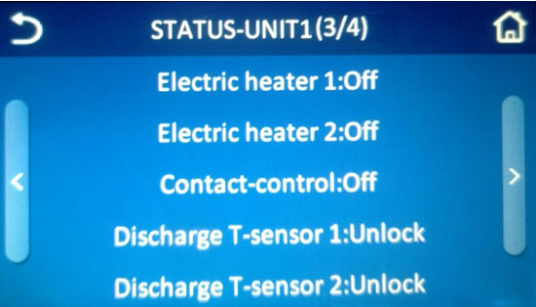 STATUS-UNIT1(3/4)
Electric heater 1:Off
Electric heater 2:Off
Contact-control:Off
Discharge T-sensor 1:Unlock
Discharge T-sensor 2:Unlock